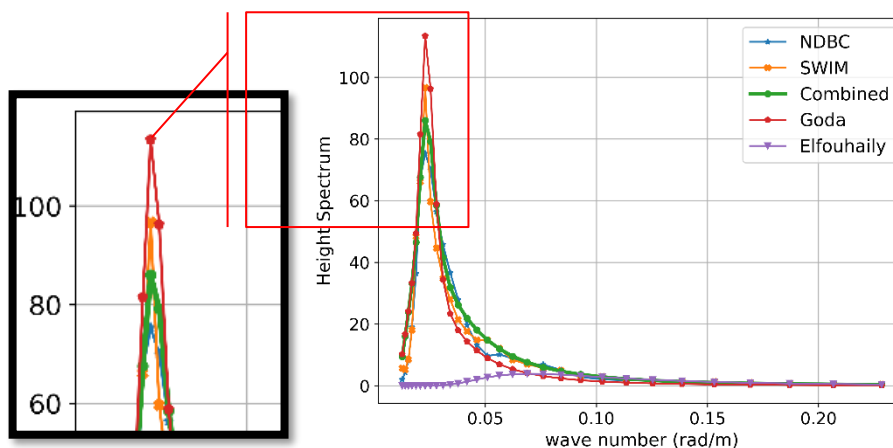 100
80
60
Height Spectrum
100
80
60
40
20
0
0.05
0.10
0.15
0.20
wave number (rad/m)
NDBC
SWIM
Combined
Goda
Elfouhaily